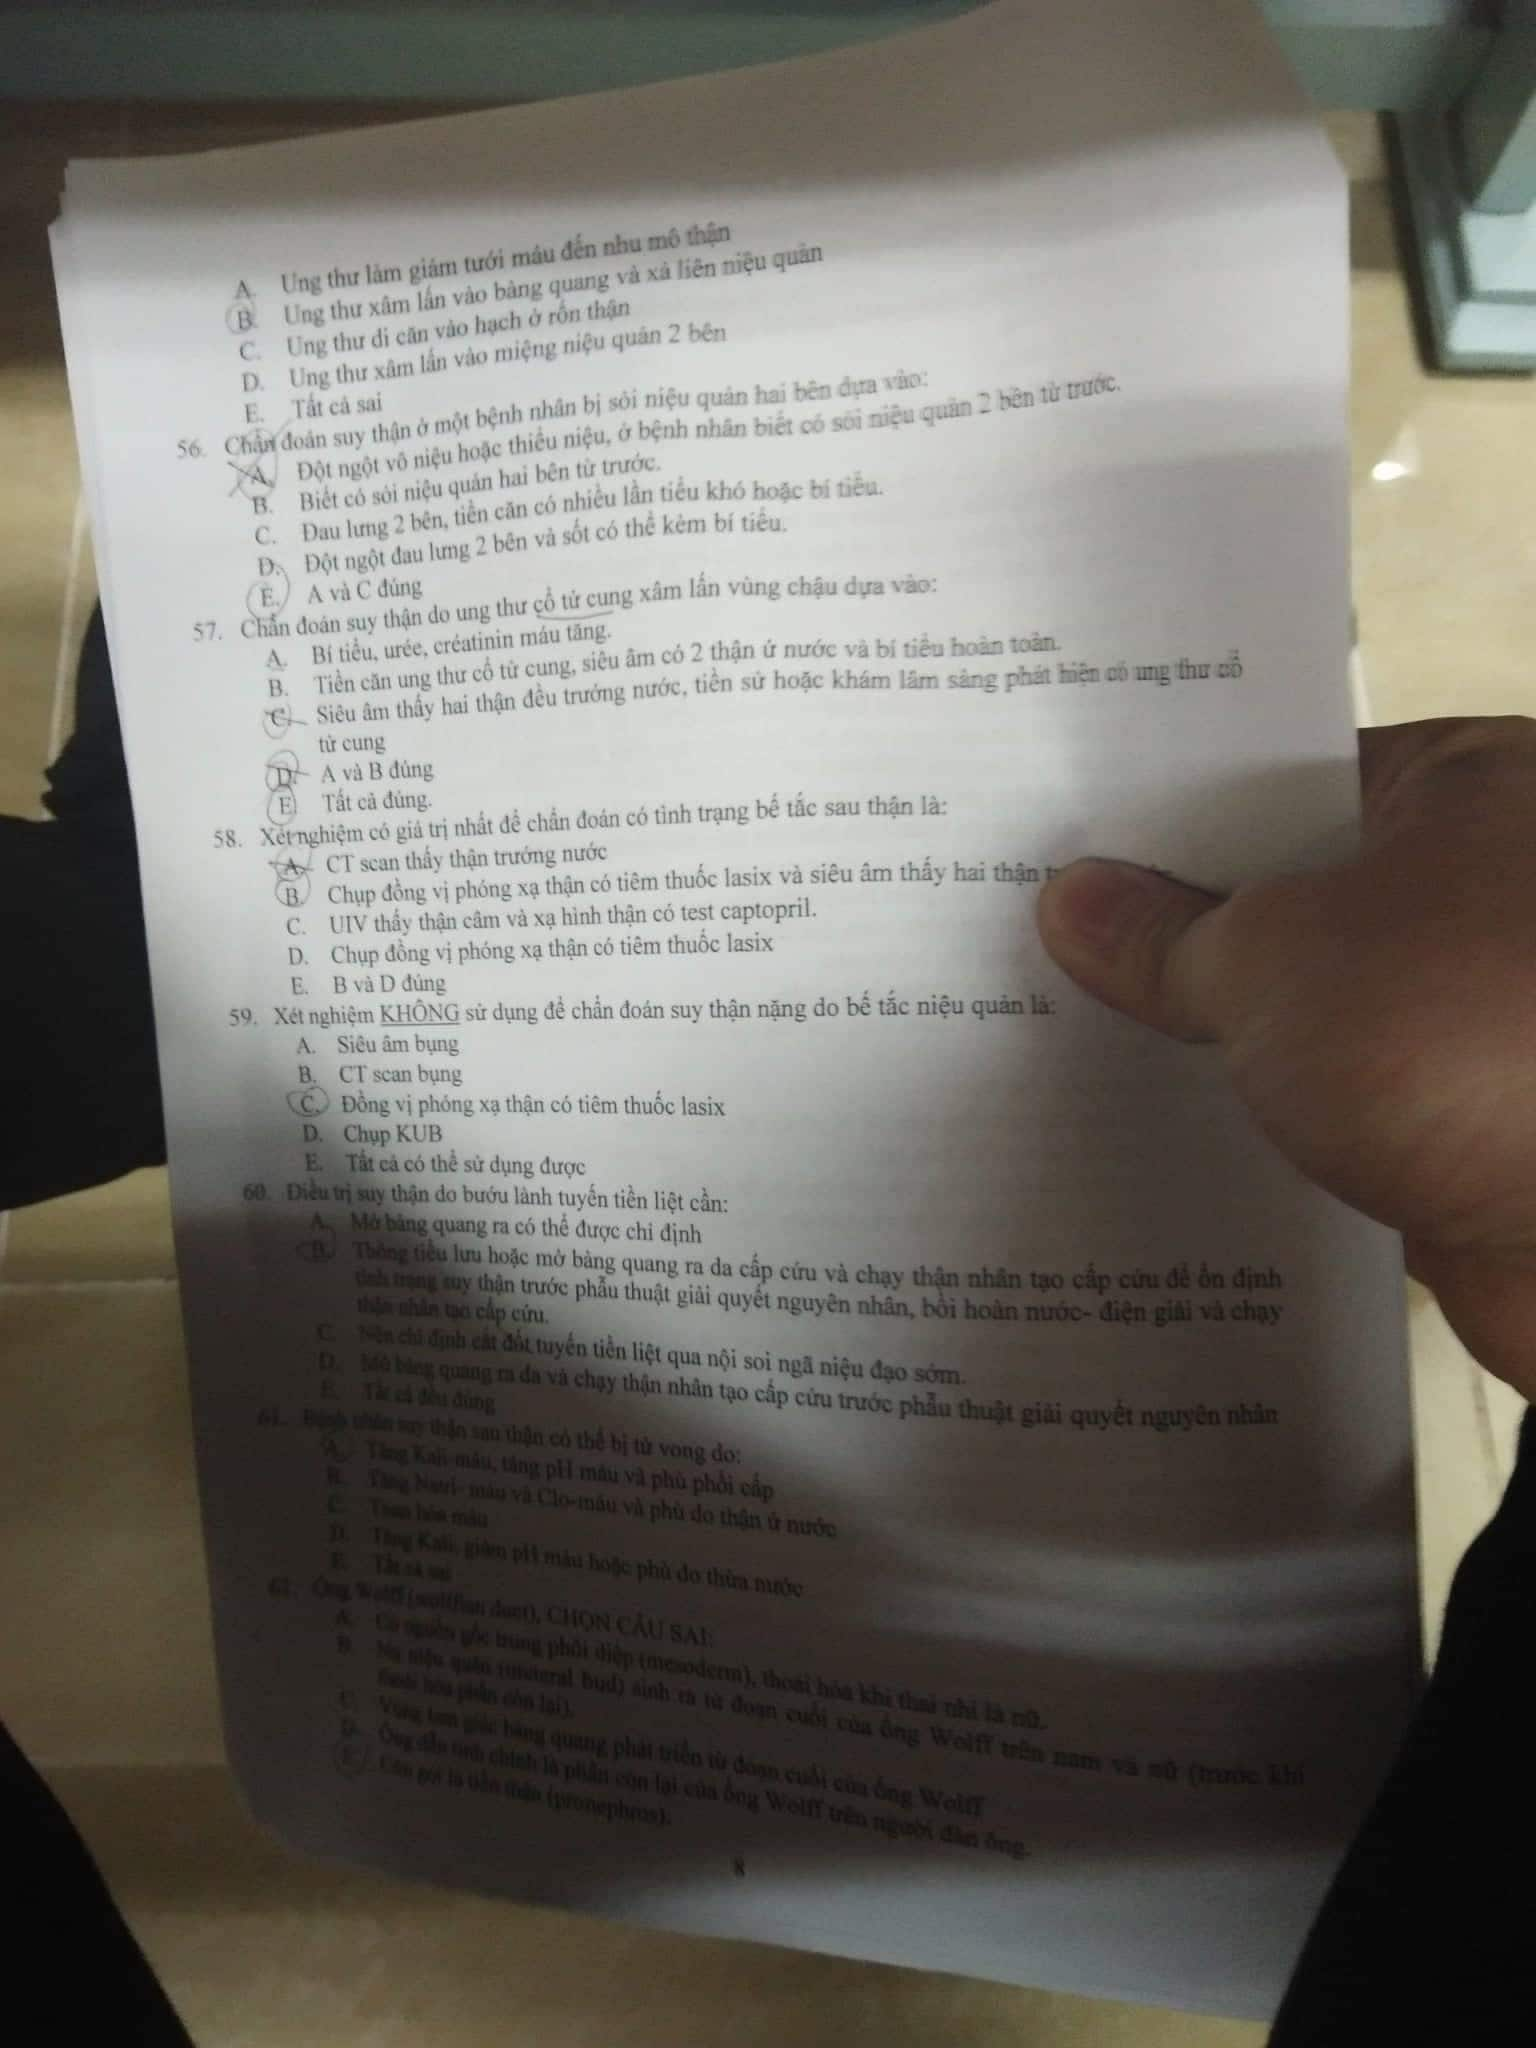 A. Ung thư làm giảm tưới máu đến nhu mô thận
B. Ung thư xâm lấn vào bàng quang và xả liên niệu quản
C. Ung thư di căn vào hạch ở rốn thận
D. Ung thư xâm lấn vào miệng niệu quản 2 bên
E. Tất cả sai
56. Chẩn đoán suy thận ở một bệnh nhân bị sỏi niệu quản hai bên dựa vào:
A. Đột ngột vô niệu hoặc thiểu niệu, ở bệnh nhân biết có sỏi niệu quản 2 bên từ trước.
B. Biết có sỏi niệu quản hai bên từ trước.
C. Đau lưng 2 bên, tiền căn có nhiều lần tiểu khó hoặc bí tiểu.
D. Đột ngột đau lưng 2 bên và sốt có thể kèm bí tiểu.
E. A và C đúng
57. Chẩn đoán suy thận do ung thư cổ tử cung xâm lấn vùng chậu dựa vào:
A. Bí tiểu, urée, créatinin máu tăng.
B. Tiền căn ung thư cổ tử cung, siêu âm có 2 thận ứ nước và bí tiểu hoàn toàn.
C. Siêu âm thấy hai thận đều trướng nước, tiền sử hoặc khám lâm sàng phát hiện có ung thư cổ
tử cung
D. A và B đúng
E. Tất cả đúng.
58. Xét nghiệm có giá trị nhất để chẩn đoán có tình trạng bế tắc sau thận là:
A. CT scan thấy thận trướng nước
B. Chụp đồng vị phóng xạ thận có tiêm thuốc lasix và siêu âm thấy hai thận
C. UIV thấy thận câm và xạ hình thận có test captopril.
D. Chụp đồng vị phóng xạ thận có tiêm thuốc lasix
E. B và D đúng
59. Xét nghiệm KHÔNG sử dụng để chẩn đoán suy thận nặng do bế tắc niệu quản là:
A. Siêu âm bụng
B. CT scan bụng
C. Đồng vị phóng xạ thận có tiêm thuốc lasix
D. Chụp KUB
E. Tất cả có thể sử dụng được
60. Điều trị suy thận do bướu lành tuyến tiền liệt cần:
A. Mở bàng quang ra có thể được chỉ định
B. Thông tiểu lưu hoặc mở bàng quang ra da cấp cứu và chạy thận nhân tạo cấp cứu để ổn định
tình trạng suy thận trước phẫu thuật giải quyết nguyên nhân, bồi hoàn nước- điện giải và chạy
thận nhân tạo cấp cứu.
C. Nên chỉ định cắt đốt tuyến tiền liệt qua nội soi ngã niệu đạo sớm.
D. Mở bàng quang ra da và chạy thận nhân tạo cấp cứu trước phẫu thuật giải quyết nguyên nhân
E. Tất cả đều đúng
61. Bệnh nhân suy thận sau thận có thể bị tử vong do:
A. Tăng Kali-máu, tăng pH máu và phù phổi cấp
B. Tăng Natri- máu và Clo-máu và phù do thận ứ nước
C. Toan hóa máu
D. Tăng Kali, giảm pH máu hoặc phù do thừa nước
E. Tất cả sai
62. Ống Wolff (wolffian duct), CHỌN CÂU SAI:
A. Có nguồn gốc trung phôi diệp (mesoderm), thoái hóa khi thai nhi là nữ.
B. Nụ niệu quản (ureteral bud) sinh ra từ đoạn cuối của ống Wolff trên nam và nữ (trước khi
thoái hóa phần còn lại).
C. Vùng tam giác bàng quang phát triển từ đoạn cuối của ống Wolff
D. Ống dẫn tinh chính là phần còn lại của ống Wolff trên người đàn ông.
E. Còn gọi là tiền thận (pronephros).
8